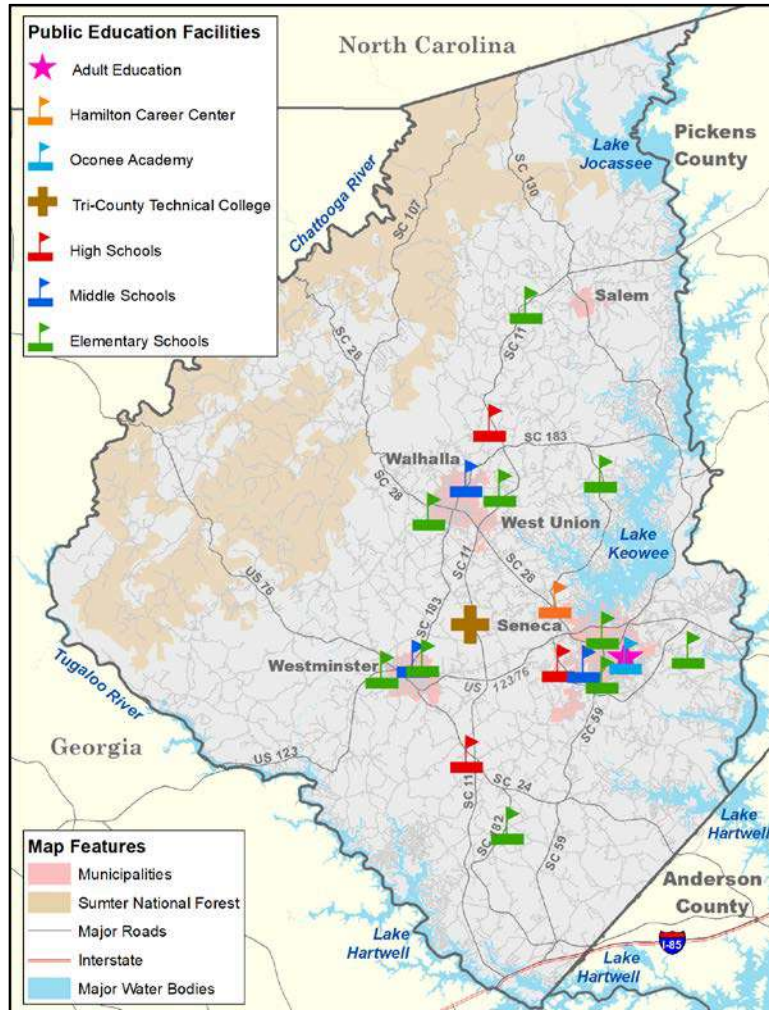 Public Education Facilities
Adult Education
Hamilton Career Center
Oconee Academy
Tri-County Technical College
High Schools
Middle Schools
Elementary Schools
North Carolina
Pickens
County
Lake
Jocassee
Chattooga River
SC 107
SC 130
Salem
SC 11
SC 28
SC 183
Walhalla
SC 28
West Union
Lake
Keowee
SC 11
SC 28
US 76
SC 183
Seneca
Westminster
US 123/76
Tugaloo River
SC 59
Georgia
US 123
SC 11
SC 24
SC 182
SC 59
Lake
Hartwell
Anderson
County
I-85
Lake
Hartwell
Lake
Hartwell
Map Features
Municipalities
Sumter National Forest
Major Roads
Interstate
Major Water Bodies